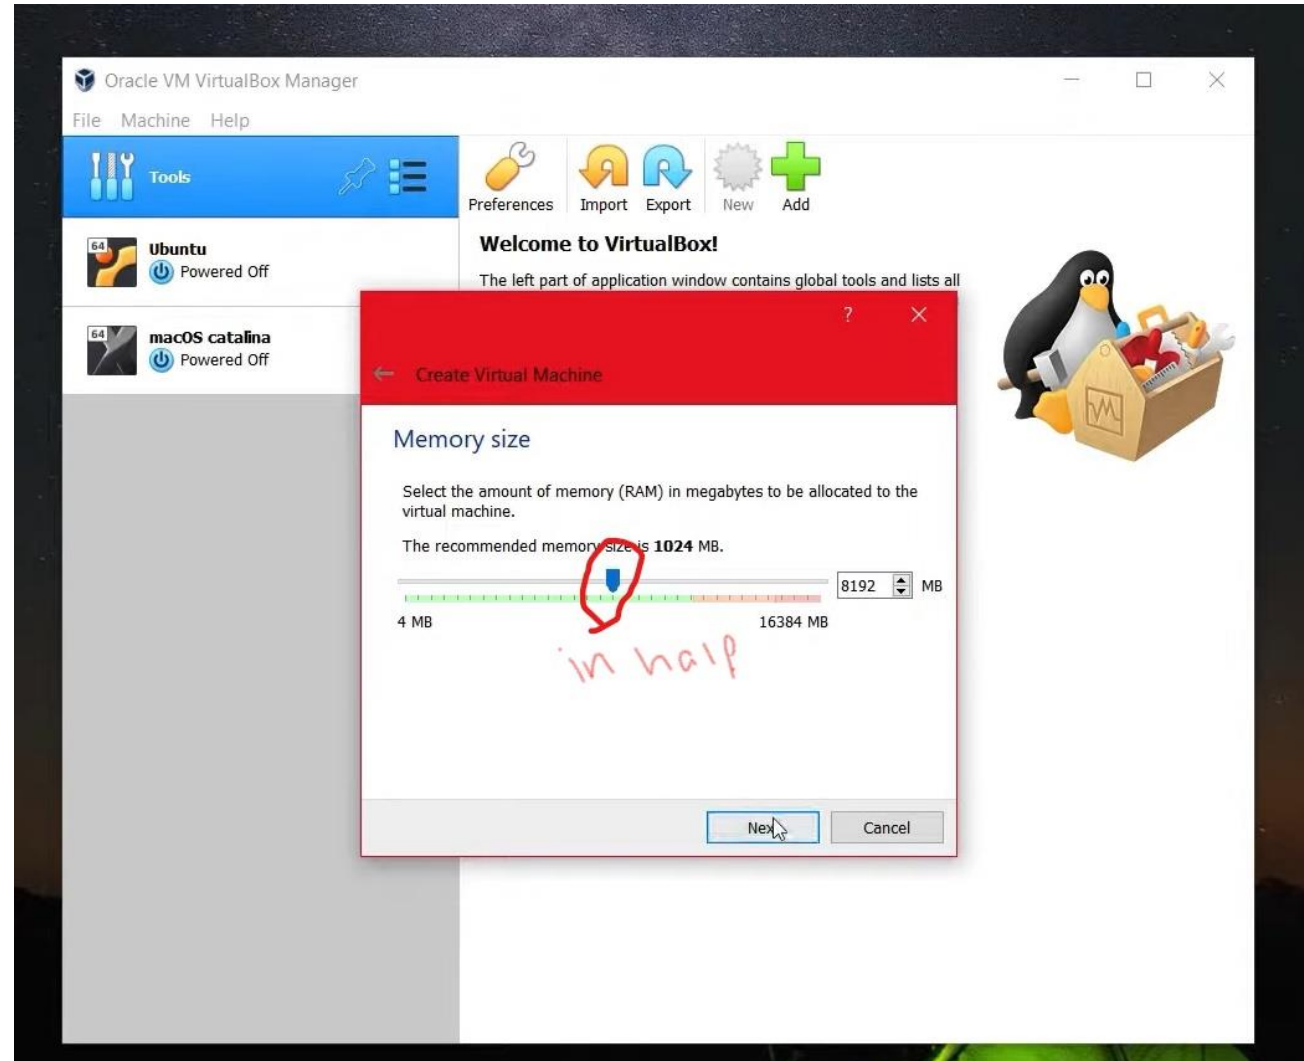 Oracle VM VirtualBox Manager
File Machine Help
Tools
Preferences Import Export New Add
64 Ubuntu
Powered Off
64 macOS catalina
Powered Off
Welcome to VirtualBox!
The left part of application window contains global tools and lists all
?
Create Virtual Machine
Memory size
Select the amount of memory (RAM) in megabytes to be allocated to the
virtual machine.
The recommended memory size is 1024 MB.
8192 MB
4 MB 16384 MB
in halp
Next Cancel